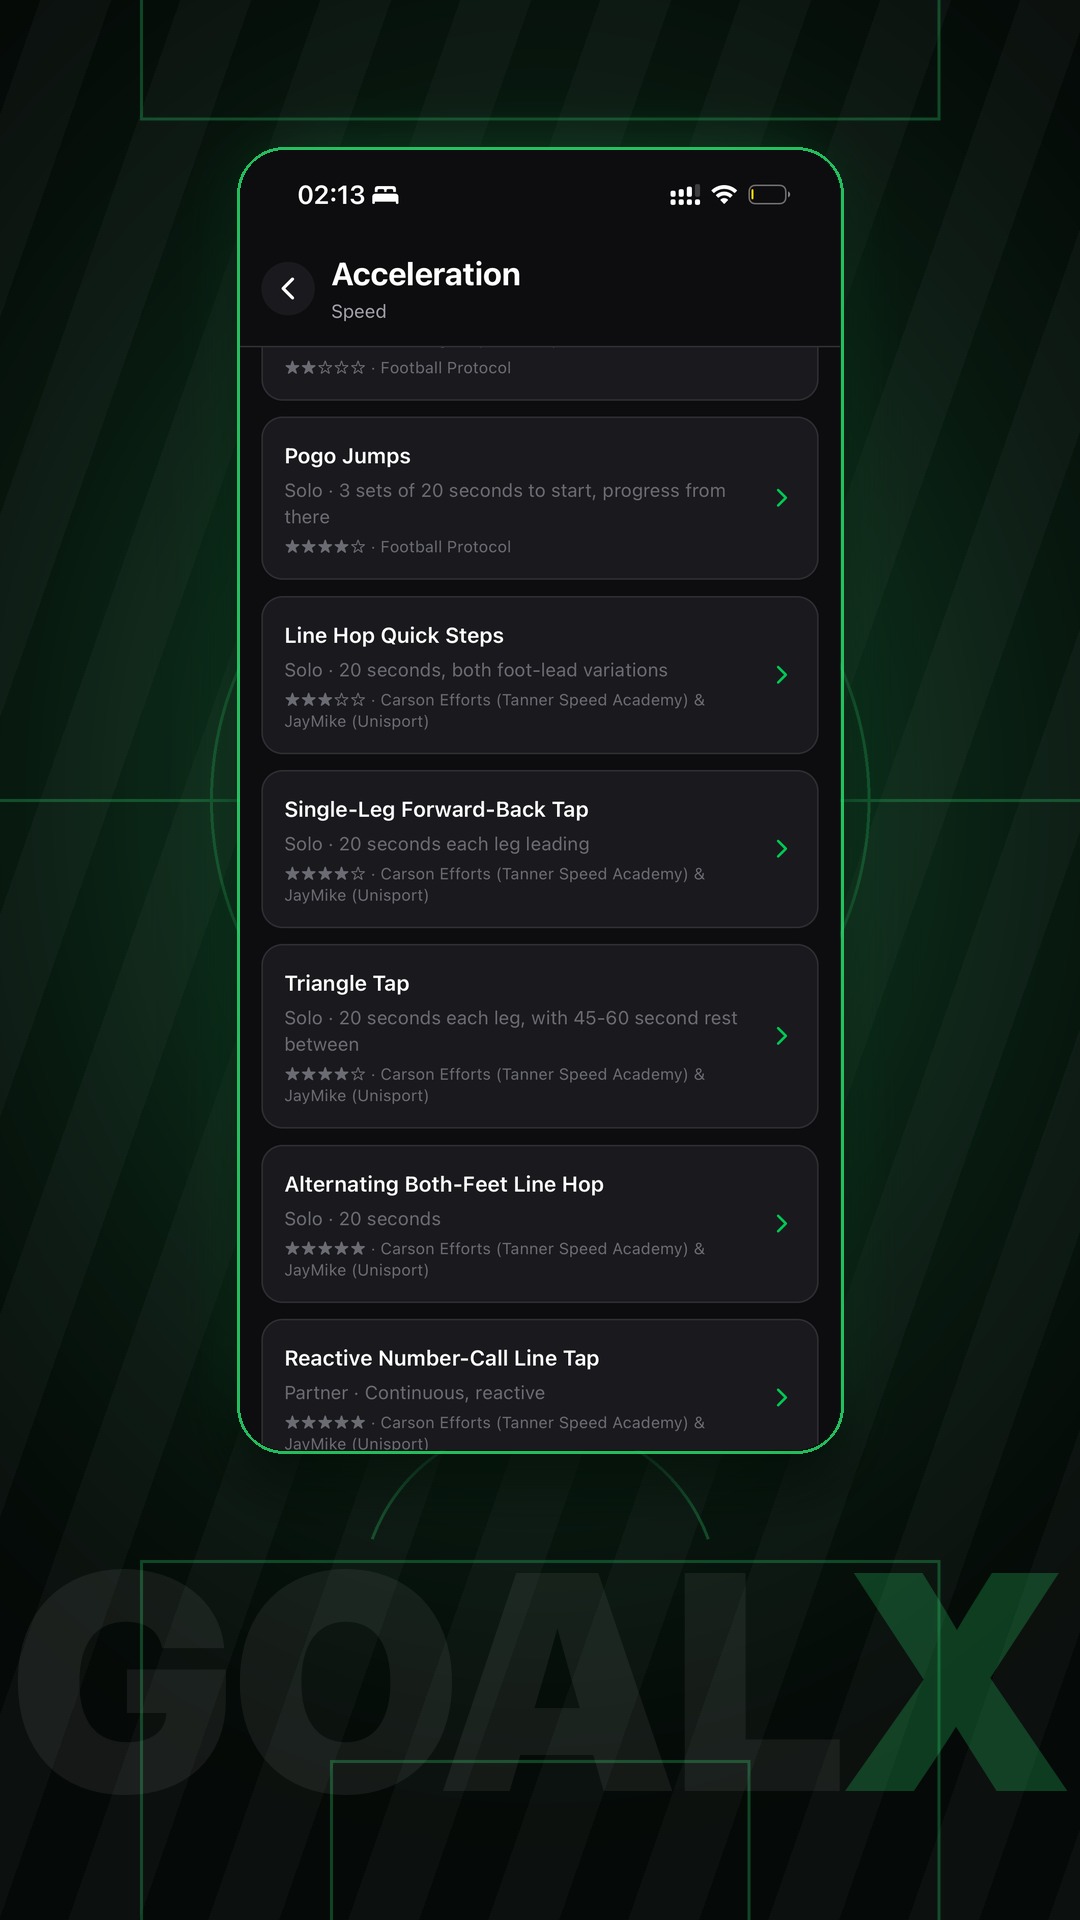 02:13
Acceleration
Speed
★★☆☆☆ · Football Protocol
Pogo Jumps
Solo · 3 sets of 20 seconds to start, progress from
there
★★★★☆ · Football Protocol
Line Hop Quick Steps
Solo · 20 seconds, both foot-lead variations
★★★☆☆ · Carson Efforts (Tanner Speed Academy) &
JayMike (Unisport)
Single-Leg Forward-Back Tap
Solo · 20 seconds each leg leading
★★★★☆ · Carson Efforts (Tanner Speed Academy) &
JayMike (Unisport)
Triangle Tap
Solo · 20 seconds each leg, with 45-60 second rest
between
★★★★☆ · Carson Efforts (Tanner Speed Academy) &
JayMike (Unisport)
Alternating Both-Feet Line Hop
Solo · 20 seconds
★★★★★ · Carson Efforts (Tanner Speed Academy) &
JayMike (Unisport)
Reactive Number-Call Line Tap
Partner · Continuous, reactive
★★★★★ · Carson Efforts (Tanner Speed Academy) &
JayMike (Unisport)
GOALX